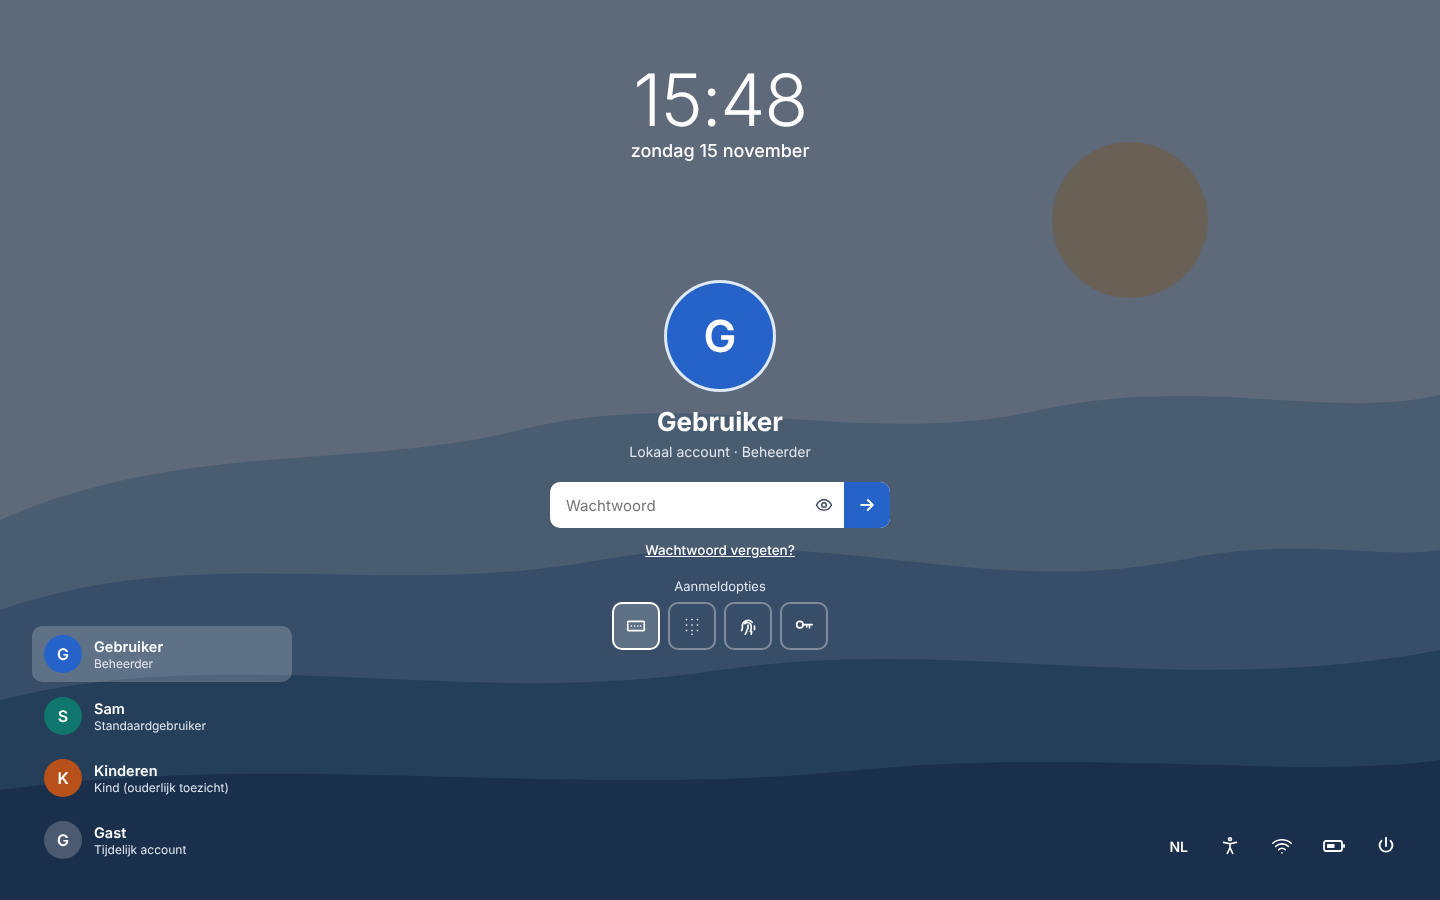 15:48
zondag 15 november
G
Gebruiker
Lokaal account · Beheerder
Wachtwoord
Wachtwoord vergeten?
Aanmeldopties
G
Gebruiker
Beheerder
S
Sam
Standaardgebruiker
K
Kinderen
Kind (ouderlijk toezicht)
G
Gast
Tijdelijk account
NL